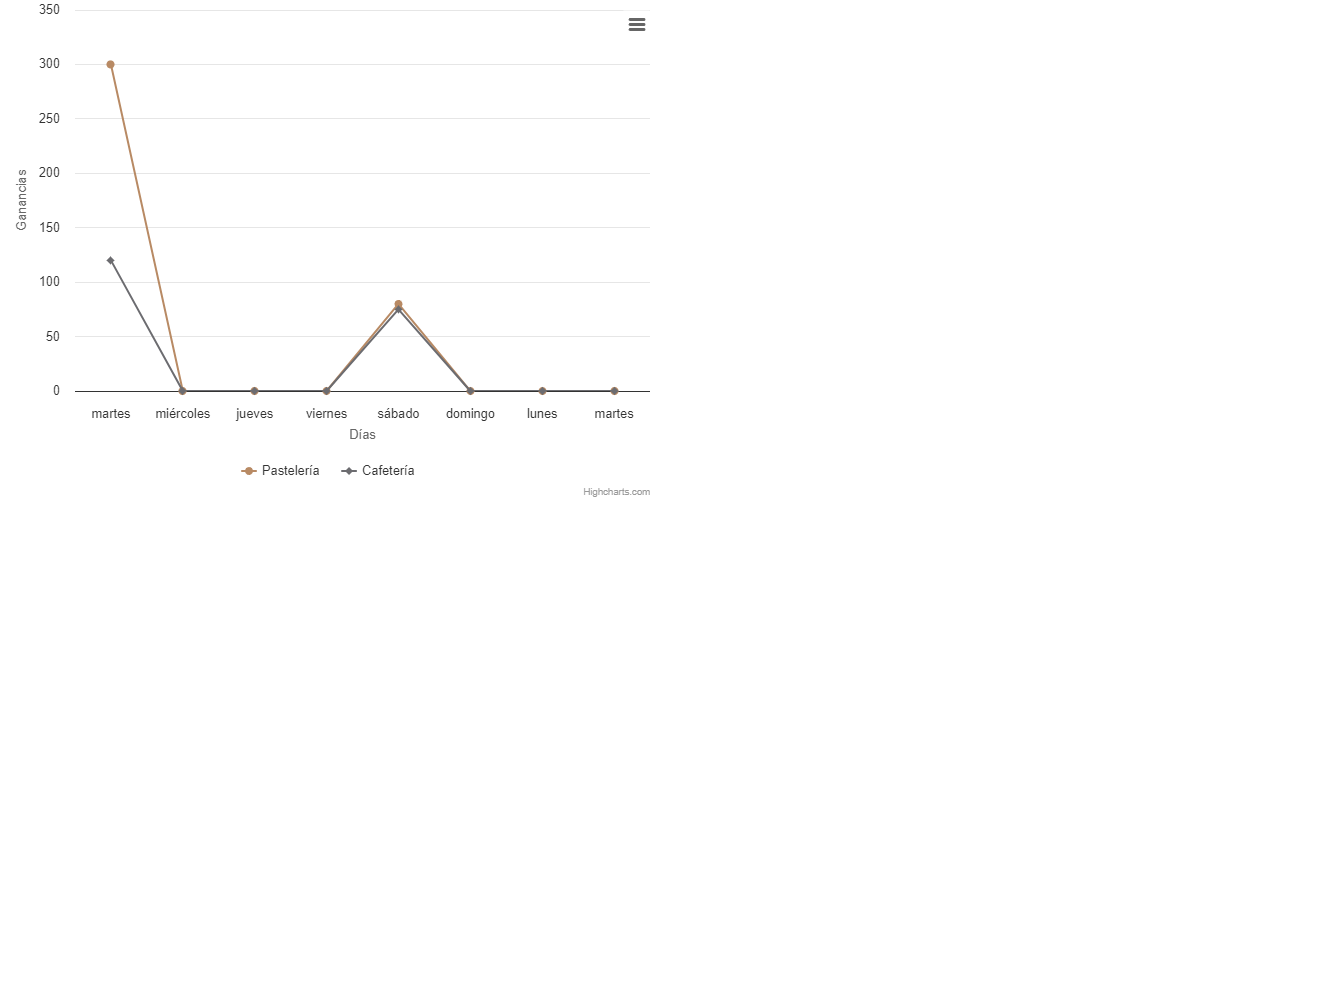 350
300
250
200
150
100
50
0
Ganancias
martes miércoles jueves viernes sábado domingo lunes martes
Días
Pastelería Cafetería
Highcharts.com